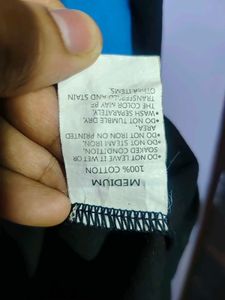 MEDIUM
100% COTTON
• DO NOT LEAVE IT WET OR
SOAKED CONDITION.
• DO NOT STEAM IRON.
• DO NOT IRON ON PRINTED
AREA.
• DO NOT TUMBLE DRY.
• WASH SEPARATELY.
THE COLOR MAY BE
TRANSFERRED AND STAIN
OTHER ITEMS.